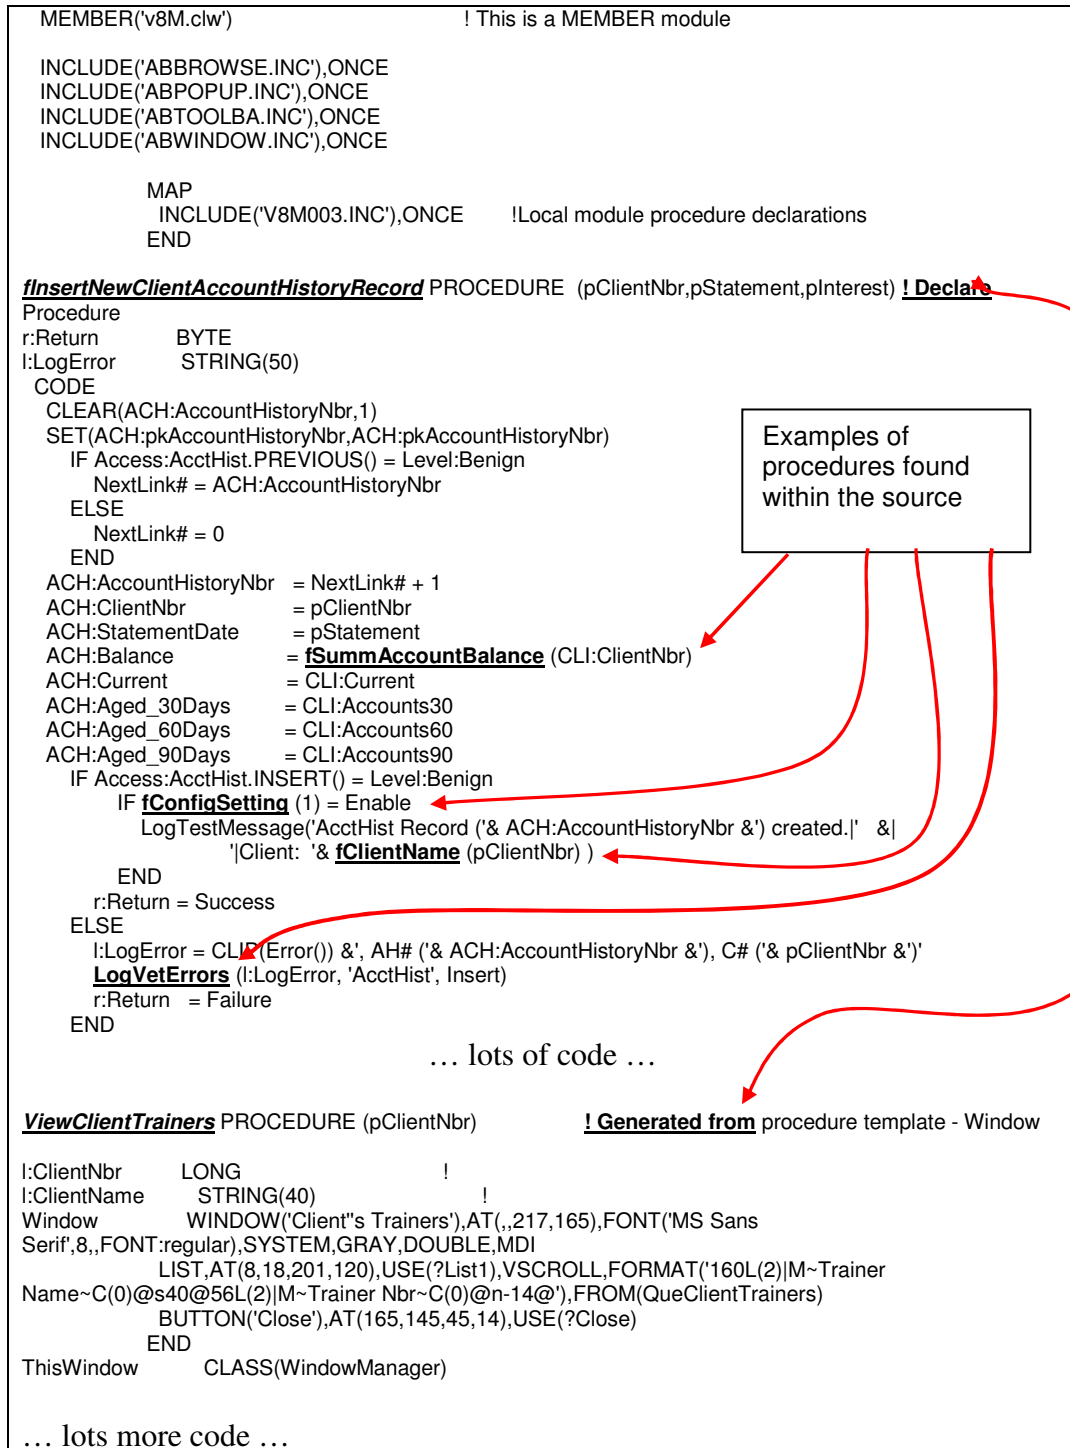 MEMBER('v8M.clw') ! This is a MEMBER module
INCLUDE('ABBROWSE.INC'),ONCE
INCLUDE('ABPOPUP.INC'),ONCE
INCLUDE('ABTOOLBA.INC'),ONCE
INCLUDE('ABWINDOW.INC'),ONCE
MAP
INCLUDE('V8M003.INC'),ONCE !Local module procedure declarations
END
fInsertNewClientAccountHistoryRecord PROCEDURE (pClientNbr,pStatement,pInterest) ! Declare
Procedure
r:Return BYTE
l:LogError STRING(50)
CODE
CLEAR(ACH:AccountHistoryNbr,1)
SET(ACH:pkAccountHistoryNbr,ACH:pkAccountHistoryNbr)
IF Access:AcctHist.PREVIOUS() = Level:Benign
NextLink# = ACH:AccountHistoryNbr
ELSE
NextLink# = 0
END
Examples of
procedures found
within the source
ACH:AccountHistoryNbr = NextLink# + 1
ACH:ClientNbr = pClientNbr
ACH:StatementDate = pStatement
ACH:Balance = fSummAccountBalance (CLI:ClientNbr)
ACH:Current = CLI:Current
ACH:Aged_30Days = CLI:Accounts30
ACH:Aged_60Days = CLI:Accounts60
ACH:Aged_90Days = CLI:Accounts90
IF Access:AcctHist.INSERT() = Level:Benign
IF fConfigSetting (1) = Enable
LogTestMessage('AcctHist Record ('& ACH:AccountHistoryNbr &') created.|' &|
'|Client: '& fClientName (pClientNbr) )
END
r:Return = Success
ELSE
l:LogError = CLIP(Error()) &', AH# ('& ACH:AccountHistoryNbr &'), C# ('& pClientNbr &')'
LogVetErrors (l:LogError, 'AcctHist', Insert)
r:Return = Failure
END
… lots of code …
ViewClientTrainers PROCEDURE (pClientNbr) ! Generated from procedure template - Window
l:ClientNbr LONG !
l:ClientName STRING(40) !
Window WINDOW('Client''s Trainers'),AT(,,217,165),FONT('MS Sans
Serif',8,,FONT:regular),SYSTEM,GRAY,DOUBLE,MDI
LIST,AT(8,18,201,120),USE(?List1),VSCROLL,FORMAT('160L(2)|M~Trainer
Name~C(0)@s40@56L(2)|M~Trainer Nbr~C(0)@n-14@'),FROM(QueClientTrainers)
BUTTON('Close'),AT(165,145,45,14),USE(?Close)
END
ThisWindow CLASS(WindowManager)
… lots more code …